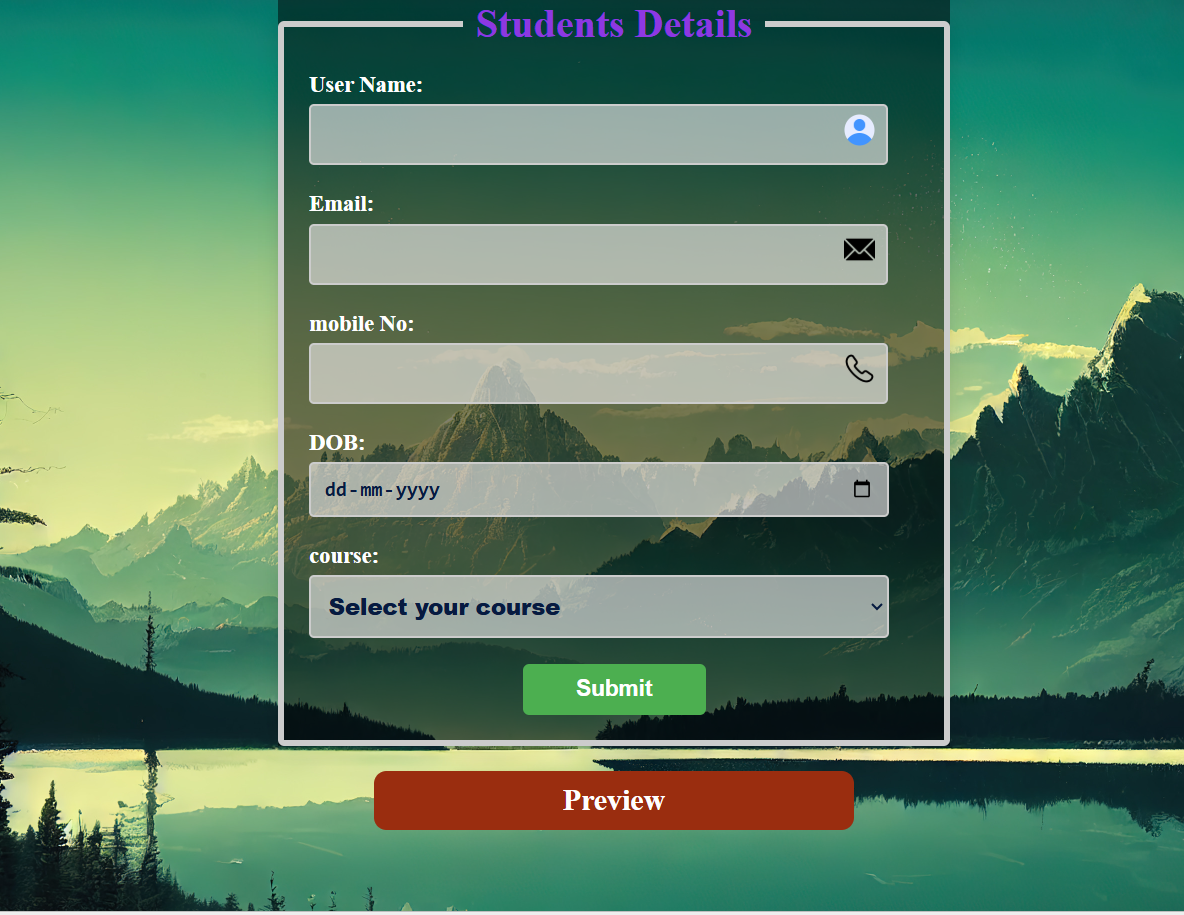 Students Details
User Name:
Email:
mobile No:
DOB:
dd-mm-yyyy
course:
Select your course
Submit
Preview